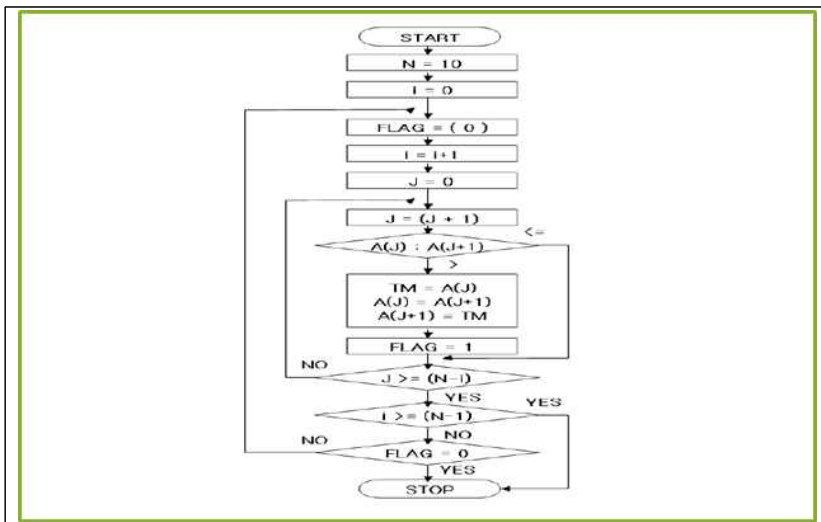 START
N = 10
i = 0
FLAG = ( 0 )
i = i+1
J = 0
J = (J + 1)
<=
A(J) : A(J+1)
>
TM = A(J)
A(J) = A(J+1)
A(J+1) = TM
FLAG = 1
NO
J >= (N-i)
YES
YES
i >= (N-1)
NO
NO
FLAG = 0
YES
STOP